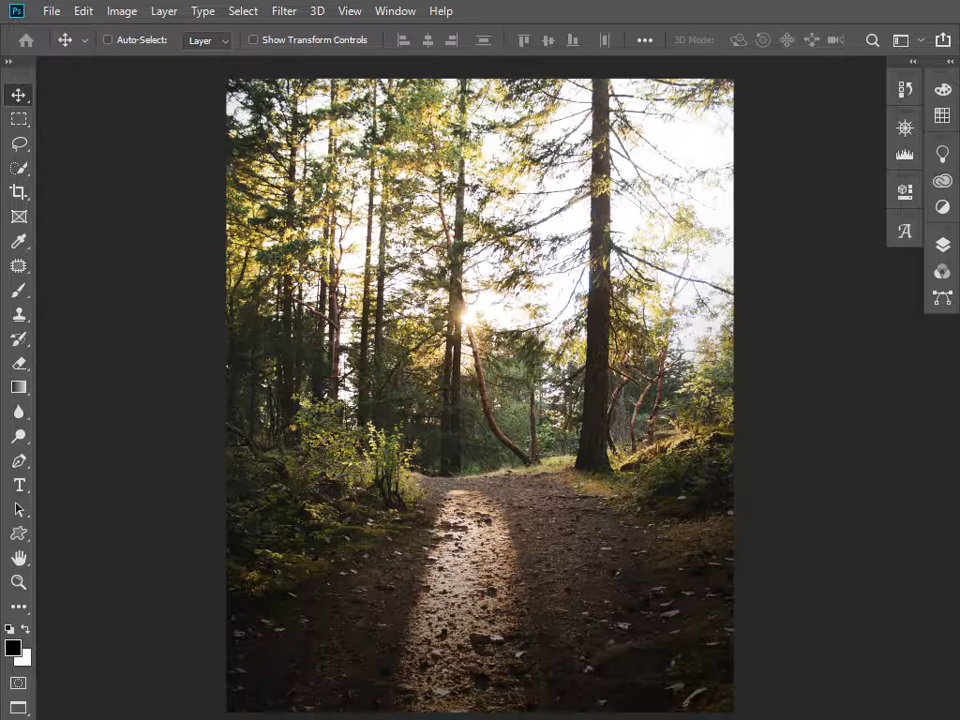 Ps File Edit Image Layer Type Select Filter 3D View Window Help
Auto-Select: Layer Show Transform Controls 3D Mode: